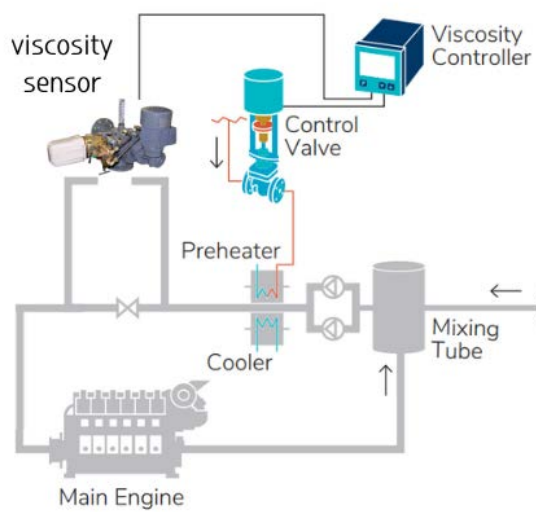 viscosity
sensor
Viscosity
Controller
Control
Valve
Preheater
Cooler
Mixing
Tube
Main Engine